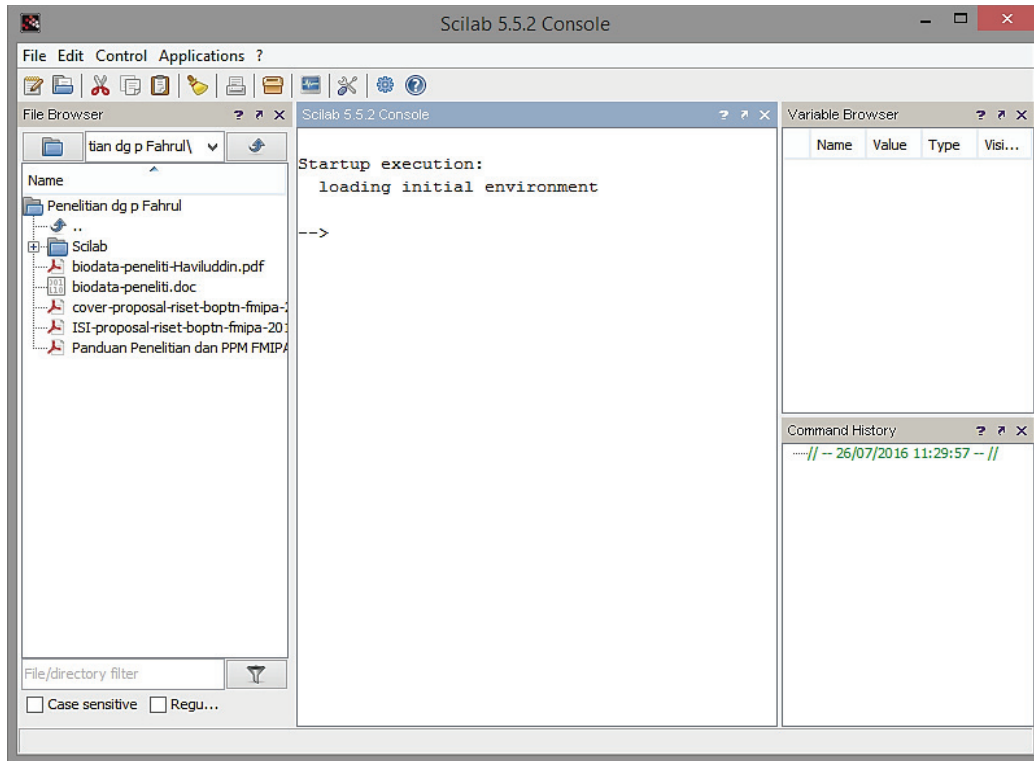 Scilab 5.5.2 Console
File Edit Control Applications ?
File Browser
tian dg p Fahrul\
Name
Penelitian dg p Fahrul
..
Scilab
biodata-peneliti-Haviluddin.pdf
biodata-peneliti.doc
cover-proposal-riset-boptn-fmipa-
ISI-proposal-riset-boptn-fmipa-201
Panduan Penelitian dan PPM FMIPA
File/directory filter
Case sensitive Regu...
Scilab 5.5.2 Console
Startup execution:
loading initial environment
-->
Variable Browser
Name Value Type Visi...
Command History
// -- 26/07/2016 11:29:57 -- //